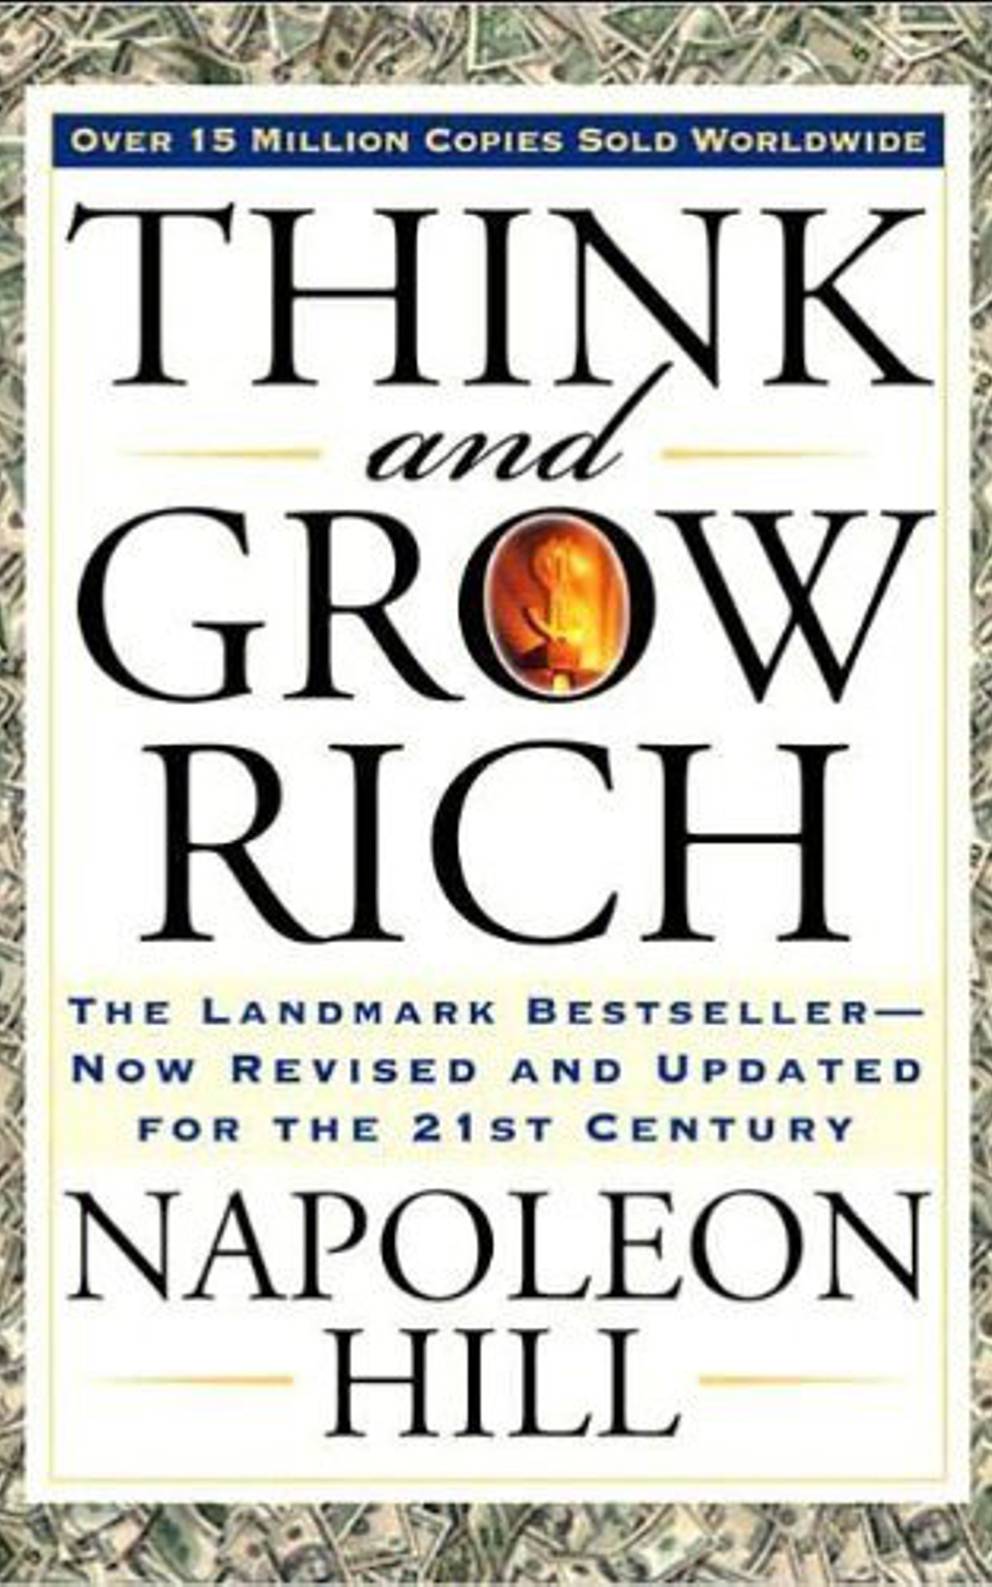 OVER 15 MILLION COPIES SOLD WORLDWIDE
THINK
and
GROW
RICH
THE LANDMARK BESTSELLER—
NOW REVISED AND UPDATED
FOR THE 21ST CENTURY
NAPOLEON
HILL